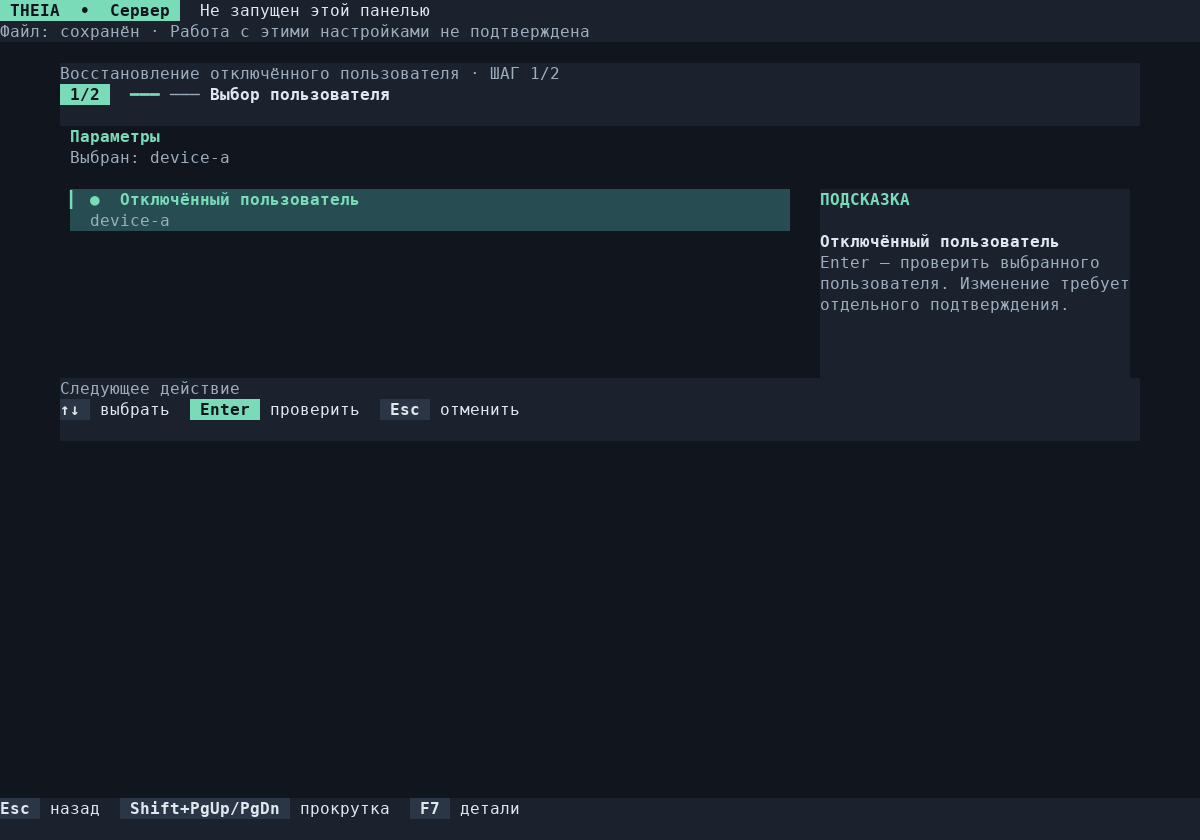 THEIA • Сервер Не запущен этой панелью
Файл: сохранён · Работа с этими настройками не подтверждена
Восстановление отключённого пользователя · ШАГ 1/2
1/2 ━━━ ─── Выбор пользователя
Параметры
Выбран: device-a
● Отключённый пользователь
device-a
ПОДСКАЗКА
Отключённый пользователь
Enter — проверить выбранного
пользователя. Изменение требует
отдельного подтверждения.
Следующее действие
↑↓ выбрать Enter проверить Esc отменить
Esc назад Shift+PgUp/PgDn прокрутка F7 детали